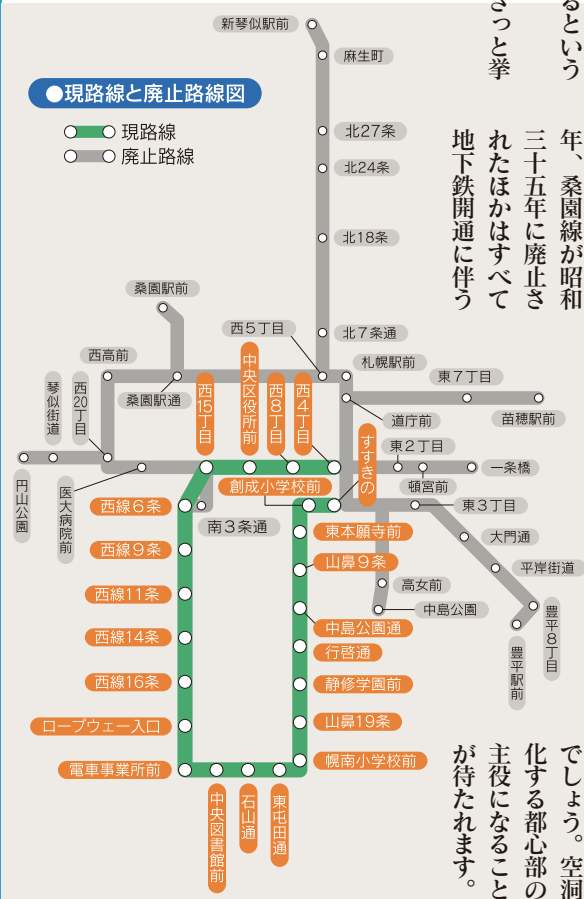 るという
さっと挙
年、桑園線が昭和
三十五年に廃止さ
れたほかはすべて
地下鉄開通に伴う
●現路線と廃止路線図
現路線
廃止路線
新琴似駅前
麻生町
北27条
北24条
北18条
北7条通
桑園駅前
西5丁目
西高前
札幌駅前
東7丁目
桑園駅通
道庁前
苗穂駅前
琴似街道
西20丁目
西15丁目
中央区役所前
西8丁目
西4丁目
すすきの
東2丁目
一条橋
頓宮前
円山公園
医大病院前
創成小学校前
東3丁目
西線6条
南3条通
東本願寺前
大門通
西線9条
山鼻9条
平岸街道
高女前
西線11条
中島公園
豊平8丁目
豊平駅前
中島公園通
西線14条
行啓通
西線16条
静修学園前
ロープウェー入口
山鼻19条
電車事業所前
幌南小学校前
中央図書館前
石山通
東屯田通
でしょう。空洞
化する都心部の
主役になること
が待たれます。